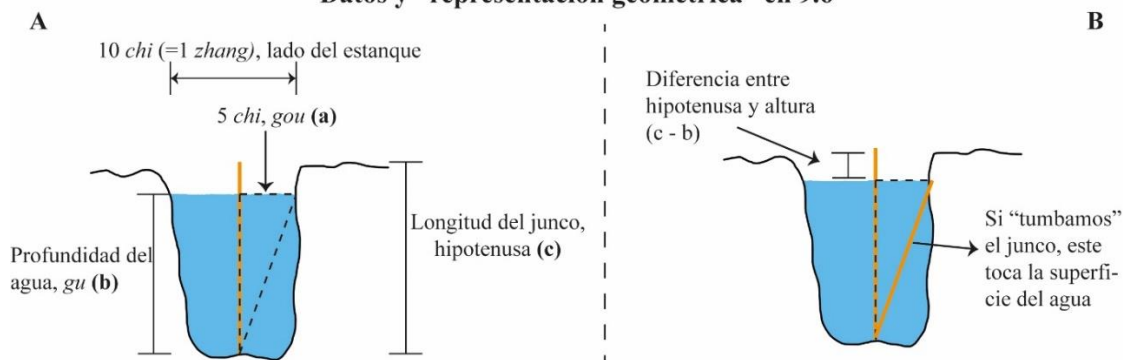 Datos y "representación geométrica" en 9.6
A
10 chi (=1 zhang), lado del estanque
5 chi, gou (a)
Profundidad del
agua, gu (b)
Longitud del junco,
hipotenusa (c)
B
Diferencia entre
hipotenusa y altura
(c - b)
Si “tumbamos”
el junco, este
toca la superfi-
cie del agua